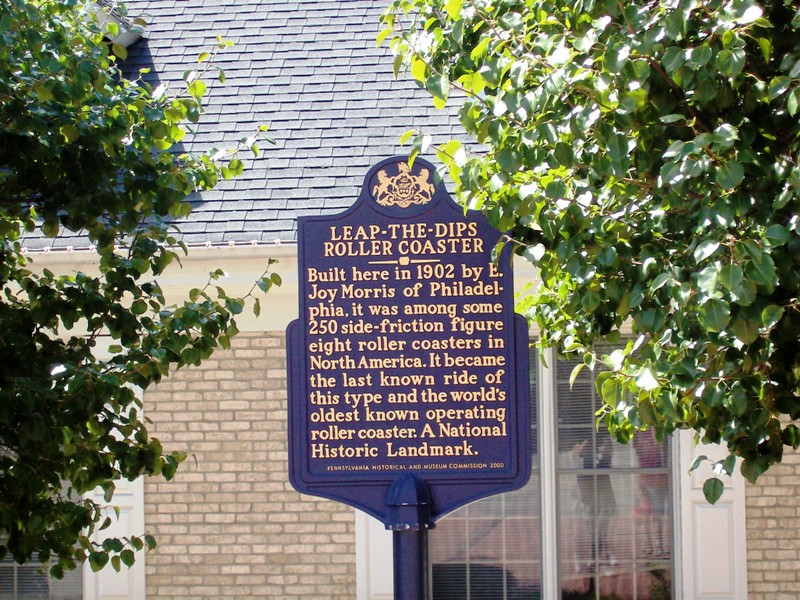 LEAP-THE-DIPS
ROLLER COASTER
Built here in 1902 by E.
Joy Morris of Philadel-
phia, it was among some
250 side-friction figure
eight roller coasters in
North America. It became
the last known ride of
this type and the world's
oldest known operating
roller coaster. A National
Historic Landmark.
PENNSYLVANIA HISTORICAL AND MUSEUM COMMISSION 2000